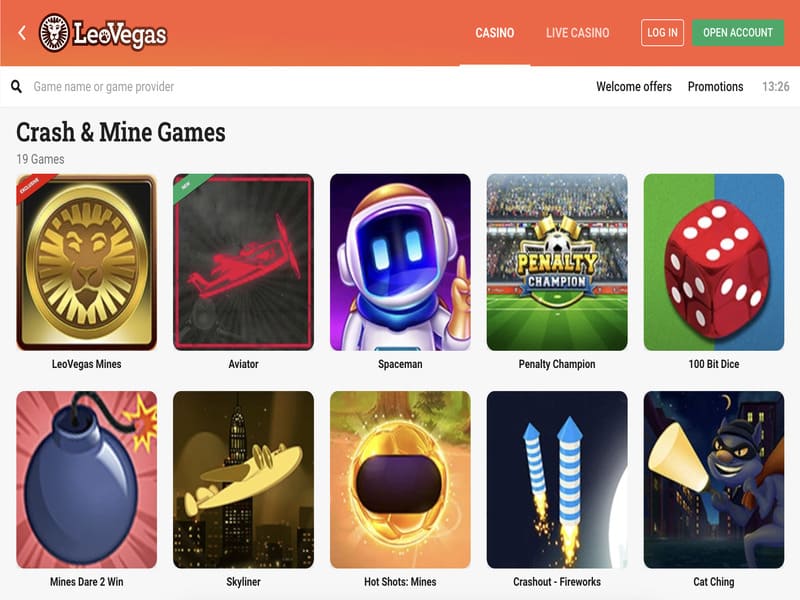 LeoVegas
CASINO
LIVE CASINO
LOG IN
OPEN ACCOUNT
Game name or game provider
Welcome offers
Promotions
13:26
Crash & Mine Games
19 Games
EXCLUSIVE
NEW
PENALTY
CHAMPION
LeoVegas Mines
Aviator
Spaceman
Penalty Champion
100 Bit Dice
Mines Dare 2 Win
Skyliner
Hot Shots: Mines
Crashout - Fireworks
Cat Ching